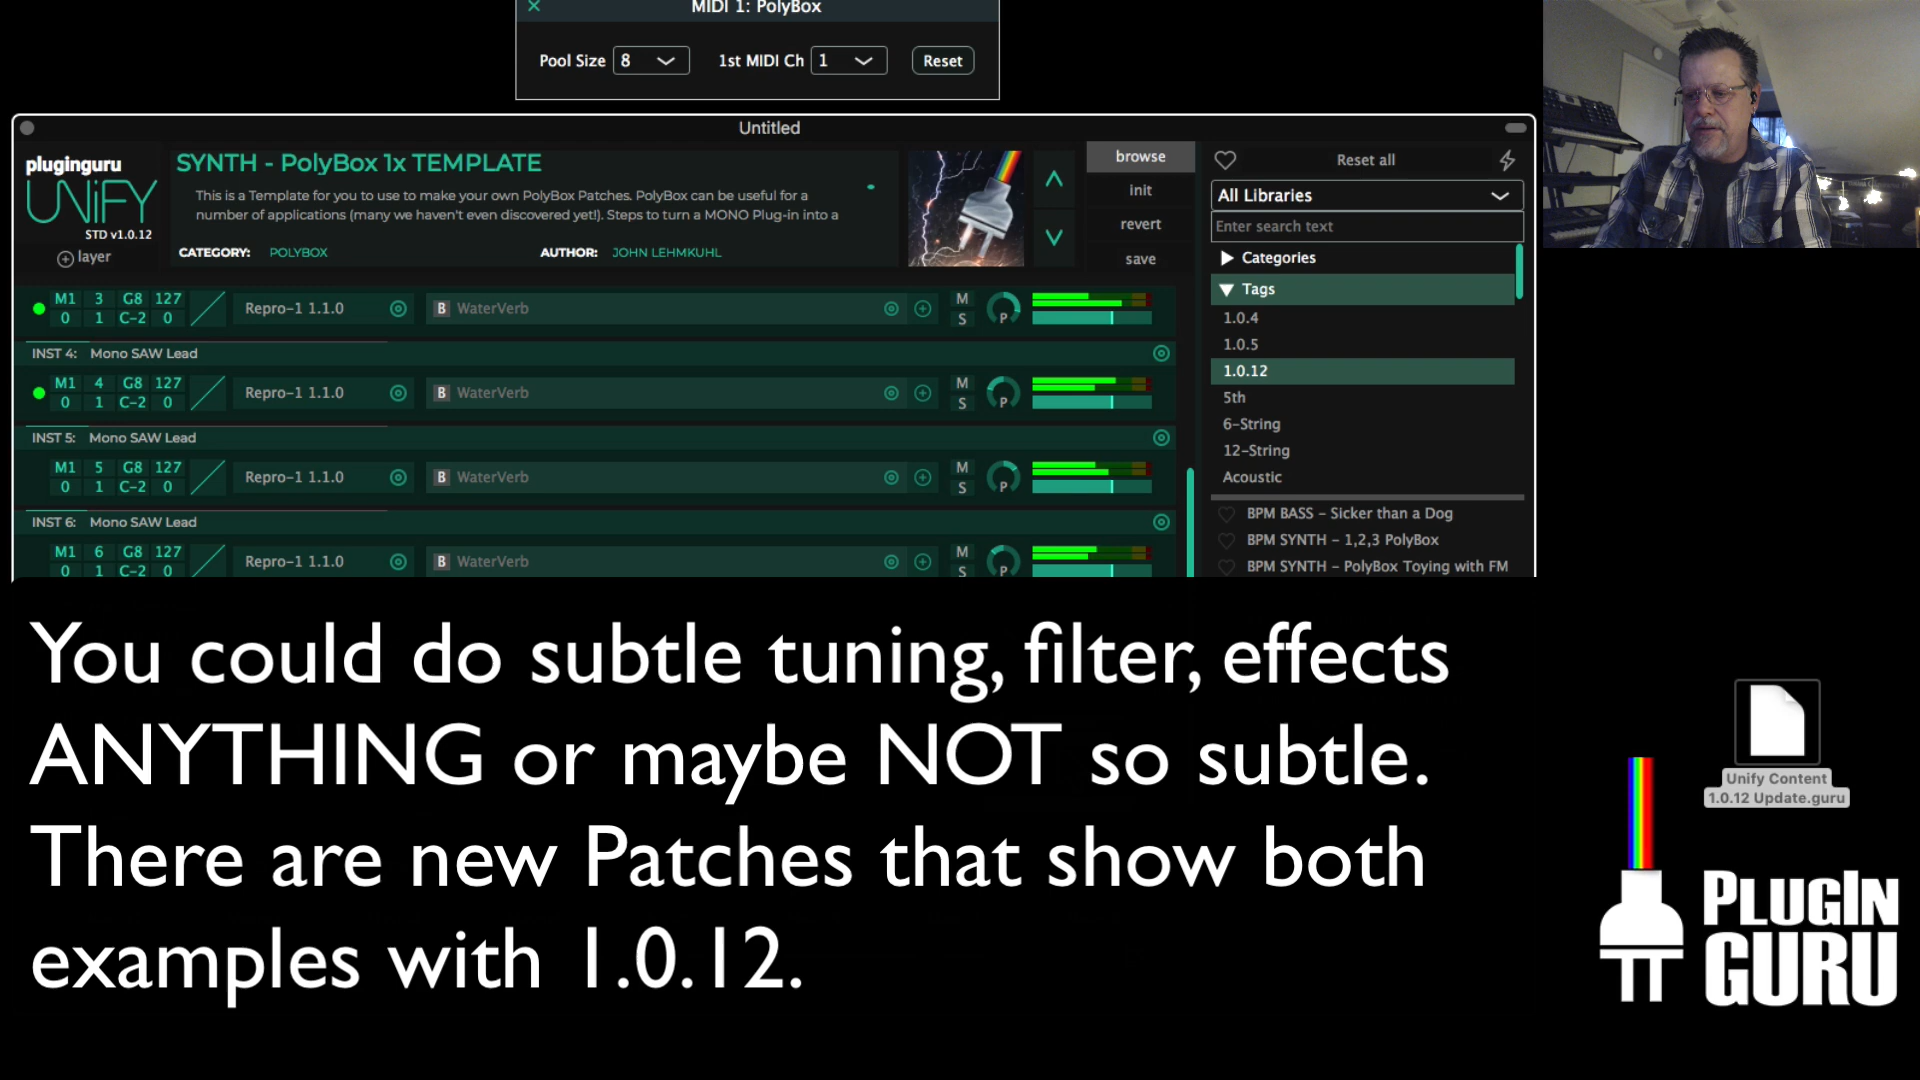 MIDI 1: PolyBox
Pool Size 8 1st MIDI Ch 1 Reset
Untitled
pluginguru
UNiFY
STD v1.0.12
layer
SYNTH - PolyBox 1x TEMPLATE
This is a Template for you to use to make your own PolyBox Patches. PolyBox can be useful for a
number of applications (many we haven't even discovered yet!). Steps to turn a MONO Plug-in into a
CATEGORY: POLYBOX AUTHOR: JOHN LEHMKUHL
browse
init
revert
save
Reset all
All Libraries
Enter search text
Categories
Tags
1.0.4
1.0.5
1.0.12
5th
6-String
12-String
Acoustic
BPM BASS - Sicker than a Dog
BPM SYNTH - 1,2,3 PolyBox
BPM SYNTH - PolyBox Toying with FM
M1 3 G8 127 Repro-1 1.1.0 B WaterVerb M
0 1 C-2 0 S P
INST 4: Mono SAW Lead
M1 4 G8 127 Repro-1 1.1.0 B WaterVerb M
0 1 C-2 0 S P
INST 5: Mono SAW Lead
M1 5 G8 127 Repro-1 1.1.0 B WaterVerb M
0 1 C-2 0 S P
INST 6: Mono SAW Lead
M1 6 G8 127 Repro-1 1.1.0 B WaterVerb M
0 1 C-2 0 S P
You could do subtle tuning, filter, effects
ANYTHING or maybe NOT so subtle.
There are new Patches that show both
examples with 1.0.12.
Unify Content
1.0.12 Update.guru
PLUGIN
GURU